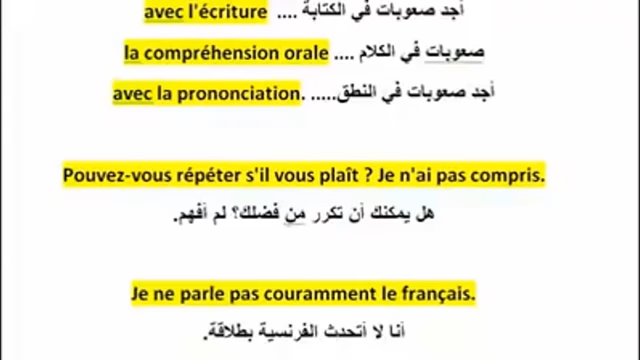 avec l'écriture .... أجد صعوبات في الكتابة
la compréhension orale .... صعوبات في الكلام
avec la prononciation. ..... أجد صعوبات في النطق
Pouvez-vous répéter s'il vous plaît ? Je n'ai pas compris.
هل يمكنك أن تكرر من فضلك؟ لم أفهم.
Je ne parle pas couramment le français.
أنا لا أتحدث الفرنسية بطلاقة.